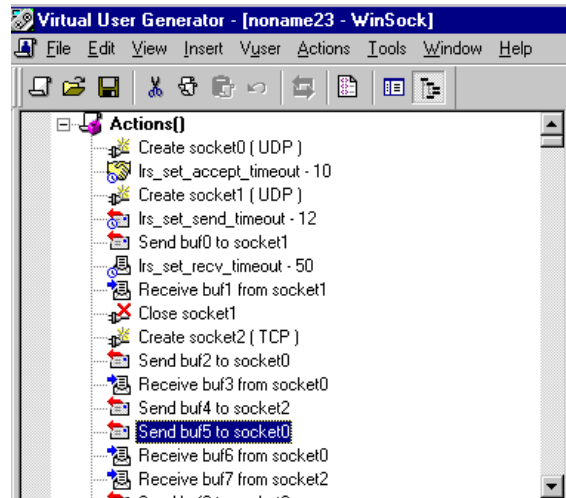 Virtual User Generator - [noname23 - WinSock]
File Edit View Insert Vuser Actions Tools Window Help
Actions()
Create socket0 ( UDP )
lrs_set_accept_timeout - 10
Create socket1 ( UDP )
lrs_set_send_timeout - 12
Send buf0 to socket1
lrs_set_recv_timeout - 50
Receive buf1 from socket1
Close socket1
Create socket2 ( TCP )
Send buf2 to socket0
Receive buf3 from socket0
Send buf4 to socket2
Send buf5 to socket0
Receive buf6 from socket0
Receive buf7 from socket2